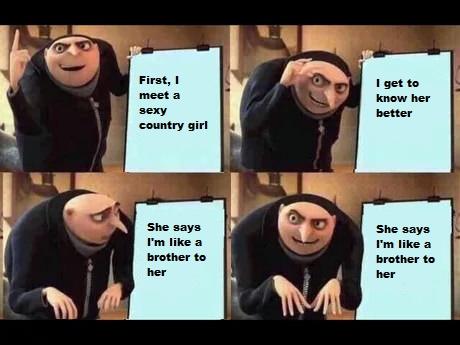 First, I
meet a
sexy
country girl
I get to
know her
better
She says
I'm like a
brother to
her
She says
I'm like a
brother to
her